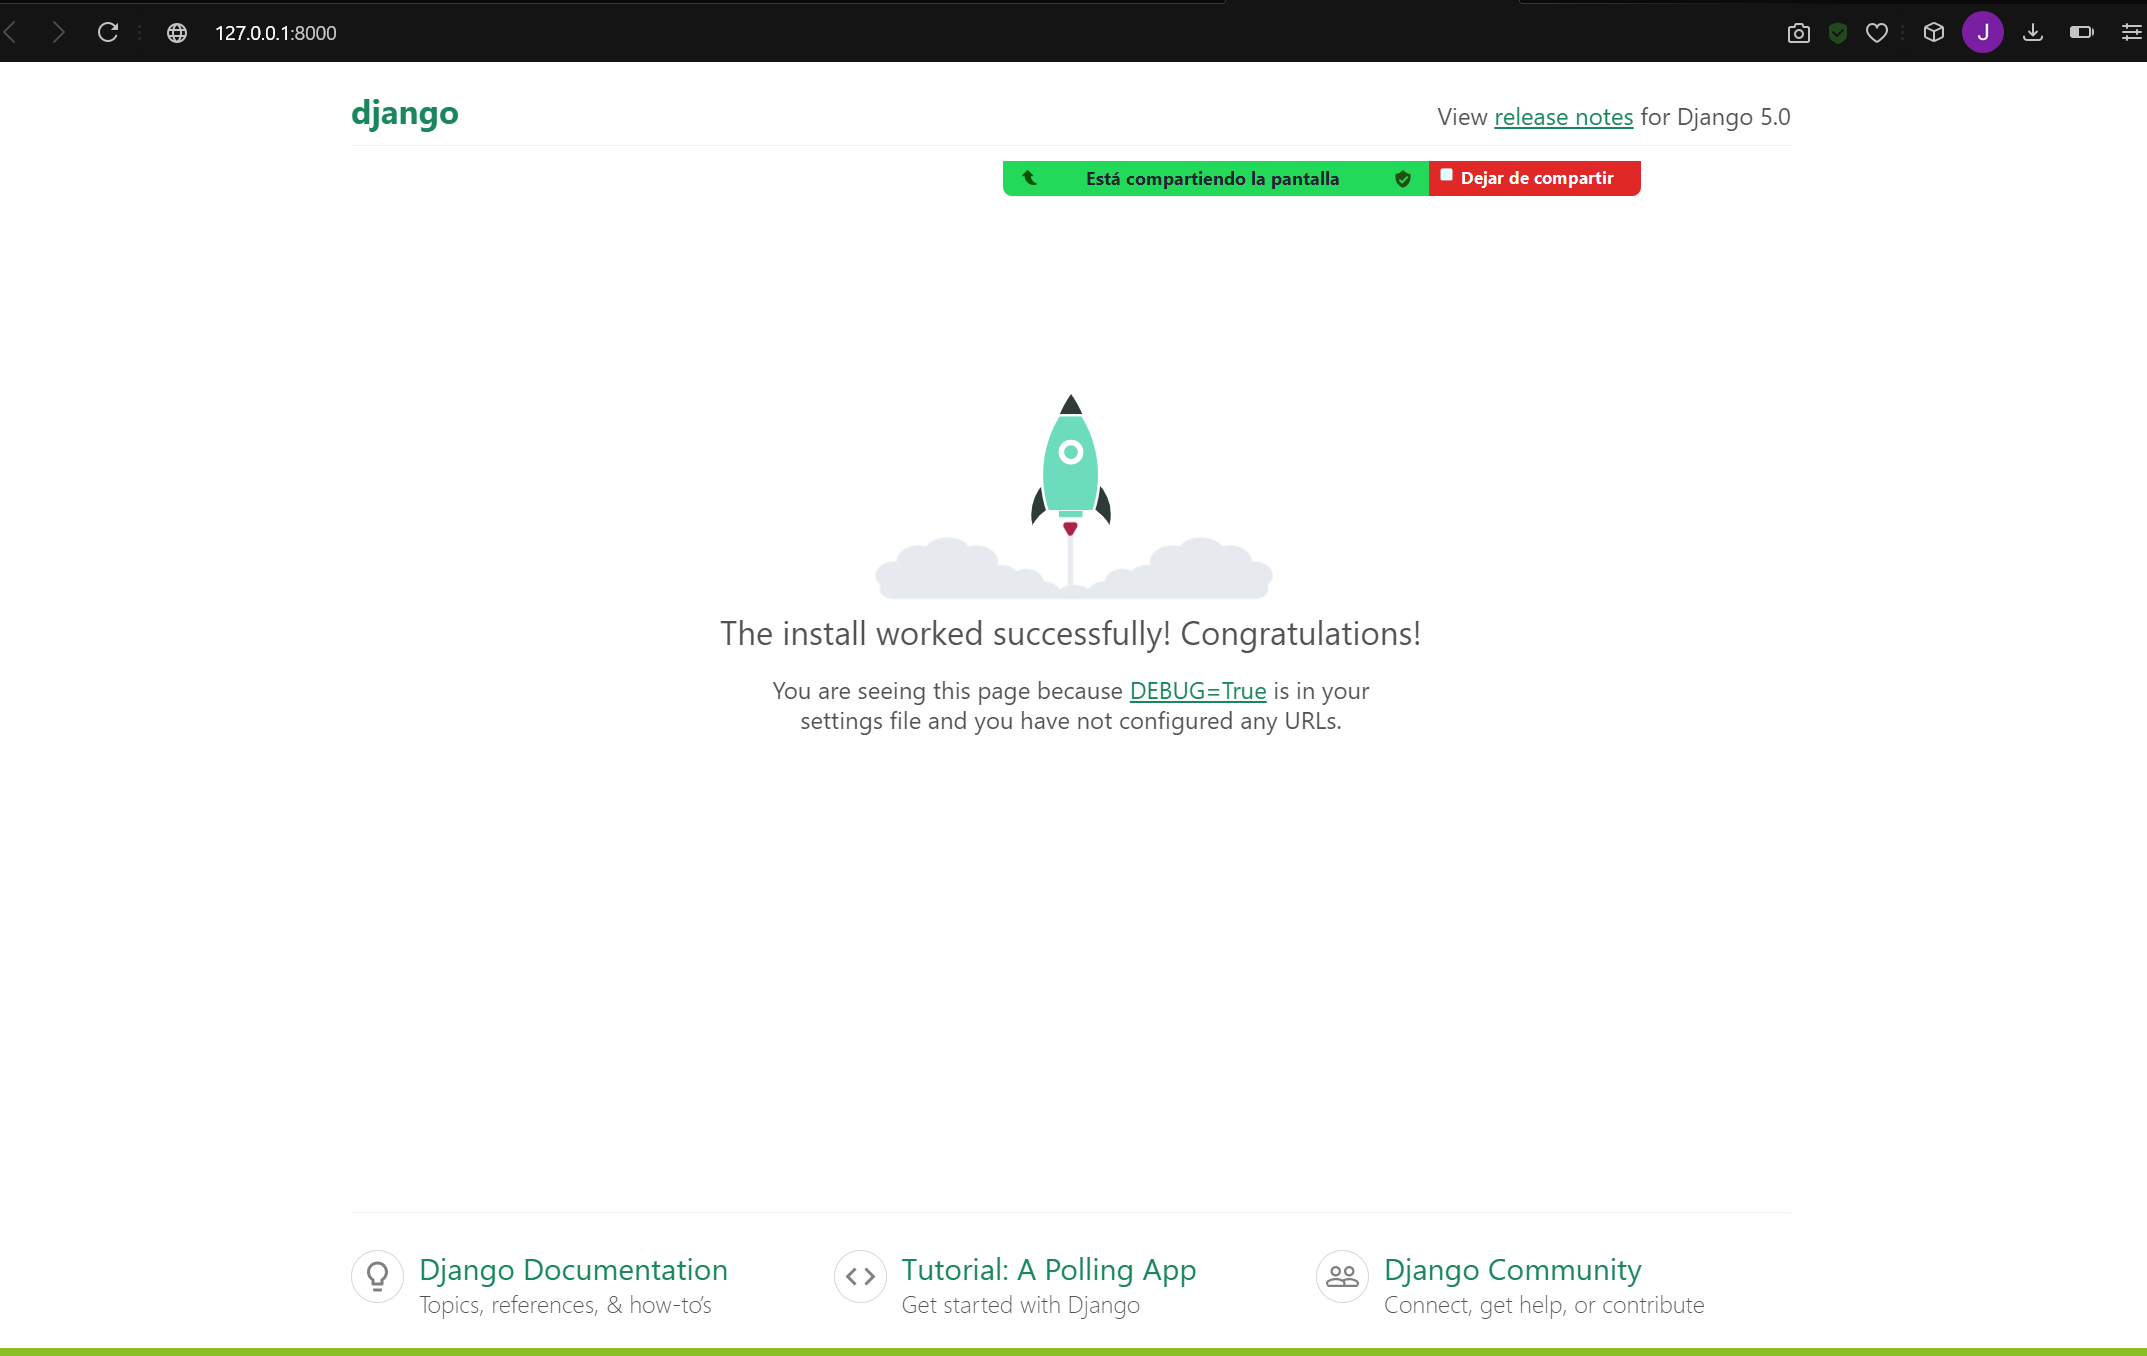 127.0.0.1:8000
J
django
View release notes for Django 5.0
Está compartiendo la pantalla
Dejar de compartir
The install worked successfully! Congratulations!
You are seeing this page because DEBUG=True is in your
settings file and you have not configured any URLs.
Django Documentation
Topics, references, & how-to’s
Tutorial: A Polling App
Get started with Django
Django Community
Connect, get help, or contribute